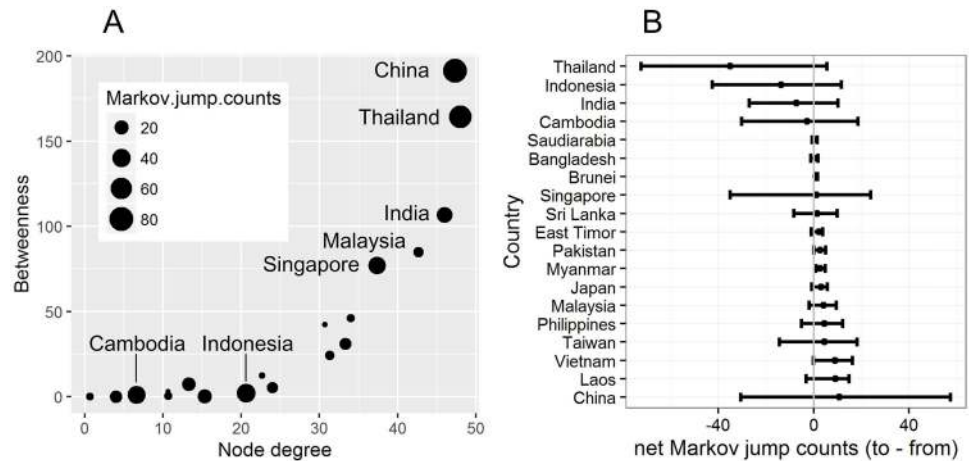 A
Betweenness
200
150
100
50
0
Markov.jump.counts
20
40
60
80
China
Thailand
India
Malaysia
Singapore
Cambodia
Indonesia
0 10 20 30 40 50
Node degree
B
Country
Thailand
Indonesia
India
Cambodia
Saudiarabia
Bangladesh
Brunei
Singapore
Sri Lanka
East Timor
Pakistan
Myanmar
Japan
Malaysia
Philippines
Taiwan
Vietnam
Laos
China
-40 0 40
net Markov jump counts (to - from)